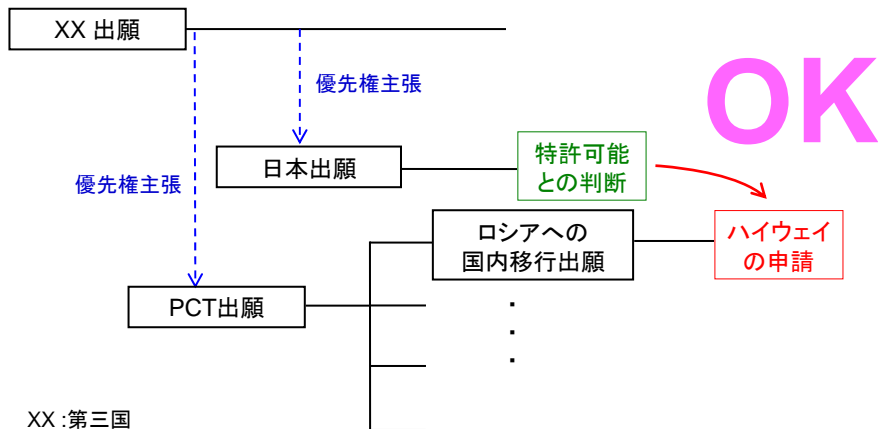 XX 出願
OK
優先権主張
日本出願
特許可能
との判断
優先権主張
ロシアへの
国内移行出願
ハイウェイ
の申請
PCT出願
・
・
・
XX :第三国